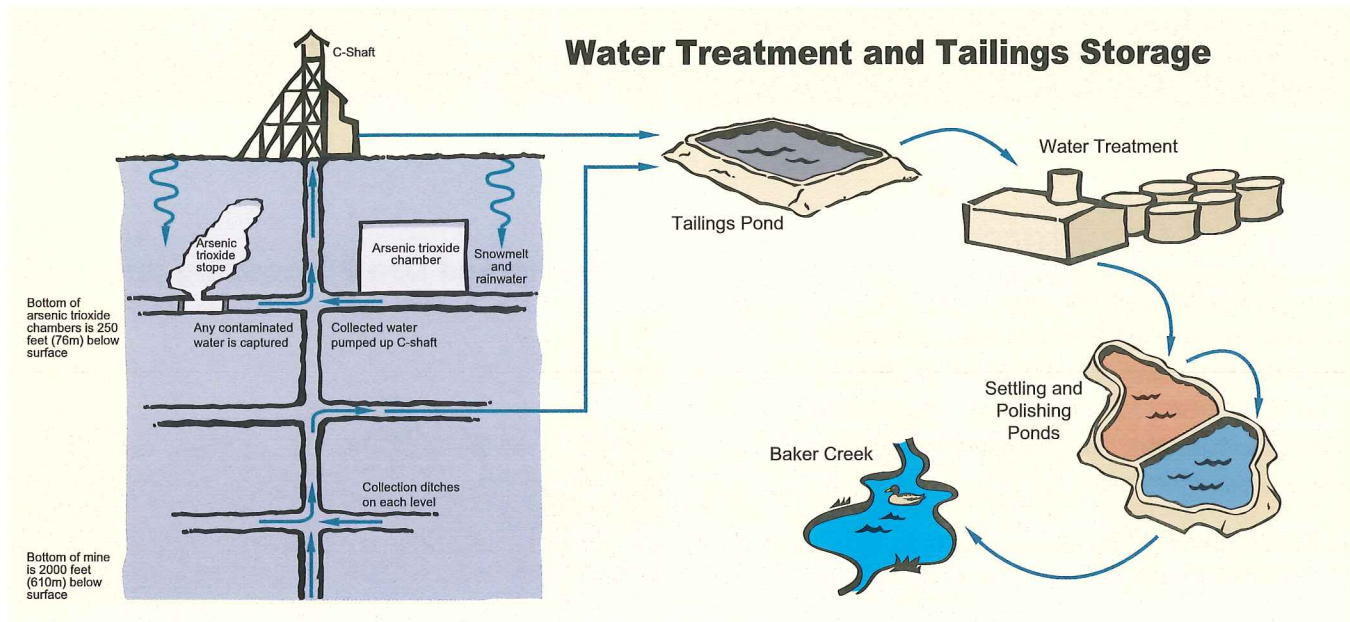 Water Treatment and Tailings Storage
C-Shaft
Water Treatment
Tailings Pond
Arsenic
trioxide
stope
Arsenic trioxide
chamber
Snowmelt
and
rainwater
Bottom of
arsenic trioxide
chambers is 250
feet (76m) below
surface
Any contaminated
water is captured
Collected water
pumped up C-shaft
Settling and
Polishing
Ponds
Baker Creek
Collection ditches
on each level
Bottom of mine
is 2000 feet
(610m) below
surface